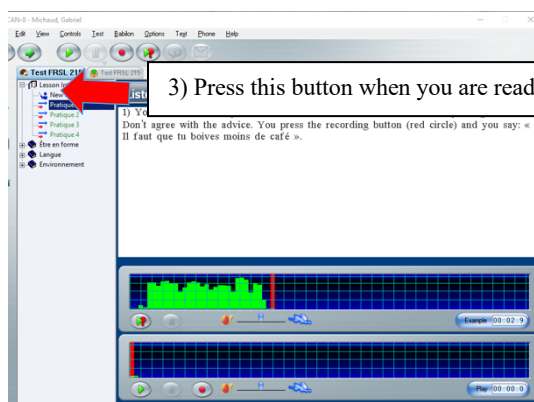 CAN-8 - Michaud, Gabriel
Edit View Controls Test Babilon Options Text Phone Help
Test FRSL 215 Test FRSL 215
3) Press this button when you are read
Lesson
New
Pratique
Pratique 2
Pratique 3
Pratique 4
Être en forme
Langue
Environnement
List
1) Yo
Don't agree with the advice. You press the recording button (red circle) and you say: «
Il faut que tu boives moins de café ».
Example 00:02.9
Play 00:00.0